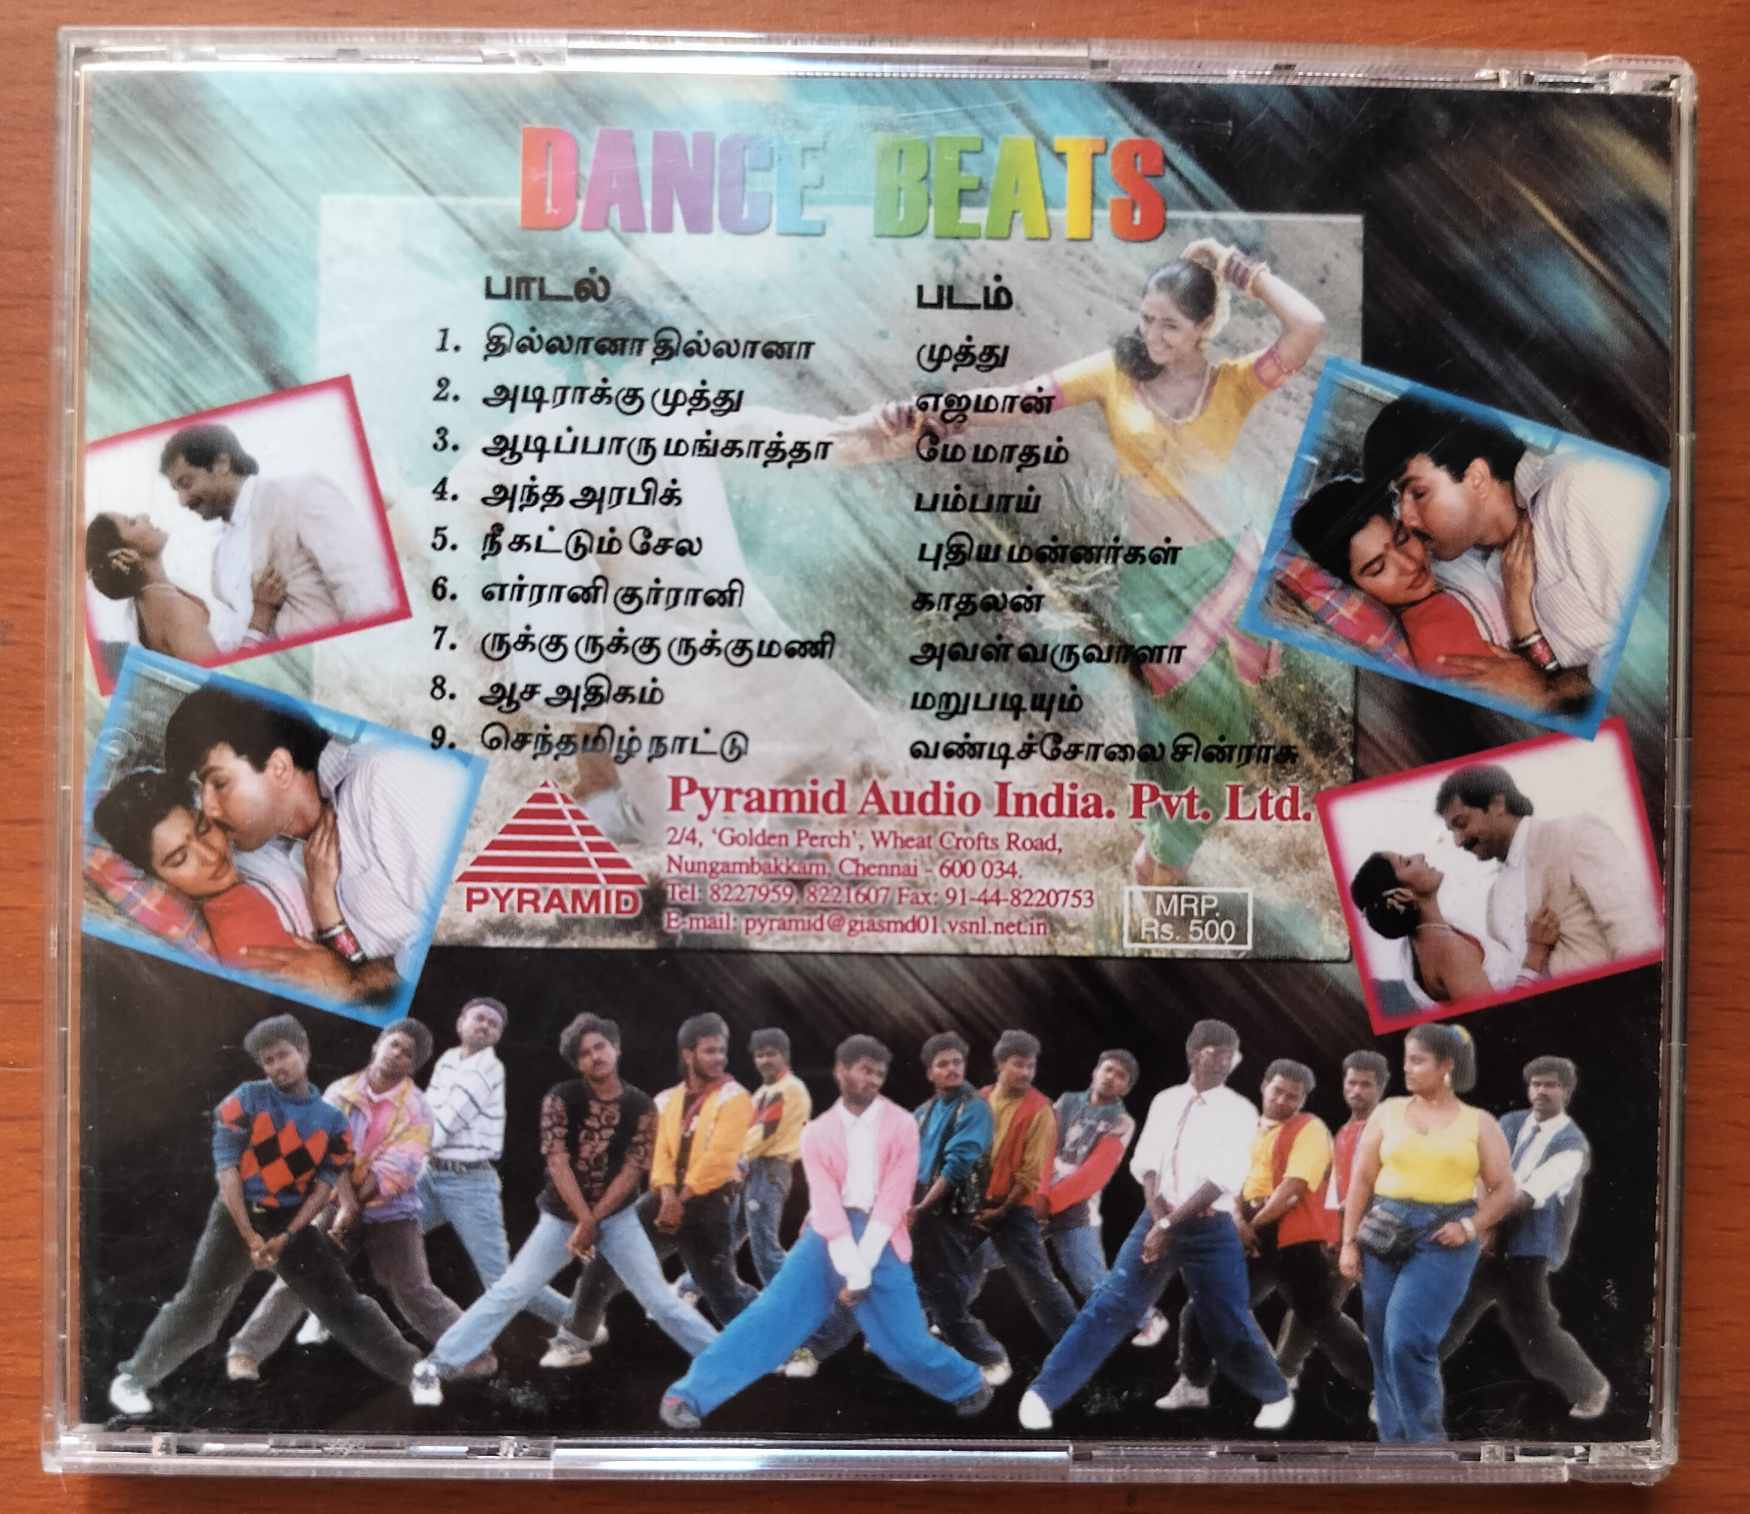 DANCE BEATS
பாடல் படம்
1. தில்லானா தில்லானா முத்து
2. அடி ராக்கு முத்து எஜமான்
3. ஆடிப்பாரு மங்காத்தா மே மாதம்
4. அந்த அரபிக் பம்பாய்
5. நீ கட்டும் சேல புதிய மன்னர்கள்
6. எர்ரானி குர்ரானி காதலன்
7. ருக்கு ருக்கு ருக்குமணி அவள் வருவாளா
8. ஆச அதிகம் மறுபடியும்
9. செந்தமிழ் நாட்டு வண்டிச்சோலை சின்ராசு
Pyramid Audio India. Pvt. Ltd.
2/4, 'Golden Perch', Wheat Crofts Road,
Nungambakkam, Chennai - 600 034.
Tel: 8227959, 8221607 Fax: 91-44-8220753
E-mail: pyramid@giasmd01.vsnl.net.in
PYRAMID
MRP.
Rs. 500